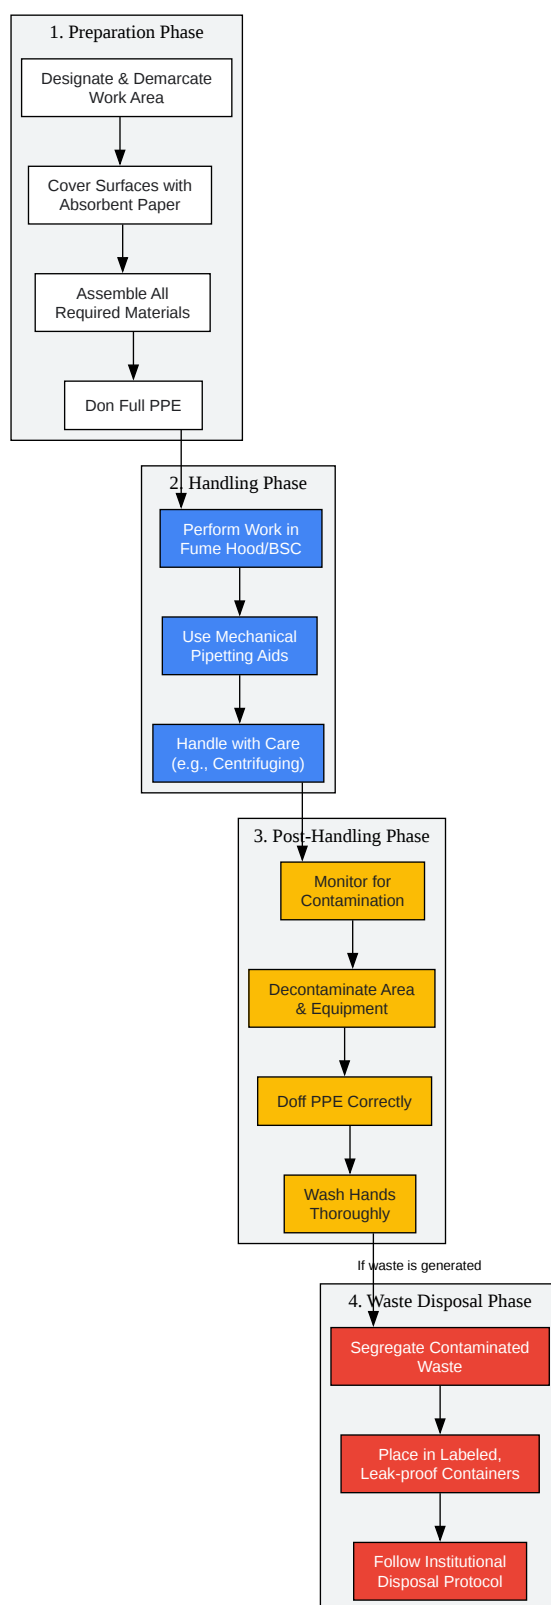 1. Preparation Phase
Designate & Demarcate
Work Area
Cover Surfaces with
Absorbent Paper
Assemble All
Required Materials
Don Full PPE
2. Handling Phase
Perform Work in
Fume Hood/BSC
Use Mechanical
Pipetting Aids
Handle with Care
(e.g., Centrifuging)
3. Post-Handling Phase
Monitor for
Contamination
Decontaminate Area
& Equipment
Doff PPE Correctly
Wash Hands
Thoroughly
If waste is generated
4. Waste Disposal Phase
Segregate Contaminated
Waste
Place in Labeled,
Leak-proof Containers
Follow Institutional
Disposal Protocol